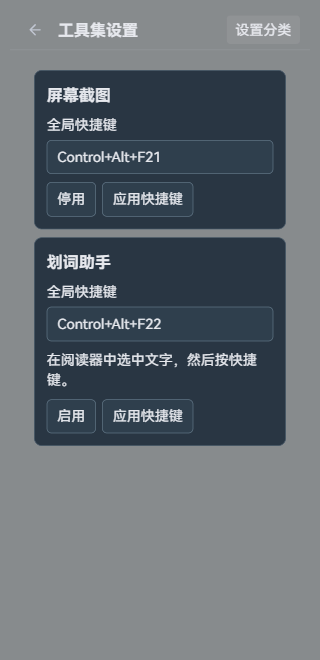 工具集设置
设置分类
屏幕截图
全局快捷键
Control+Alt+F21
停用
应用快捷键
划词助手
全局快捷键
Control+Alt+F22
在阅读器中选中文字，然后按快捷
键。
启用
应用快捷键